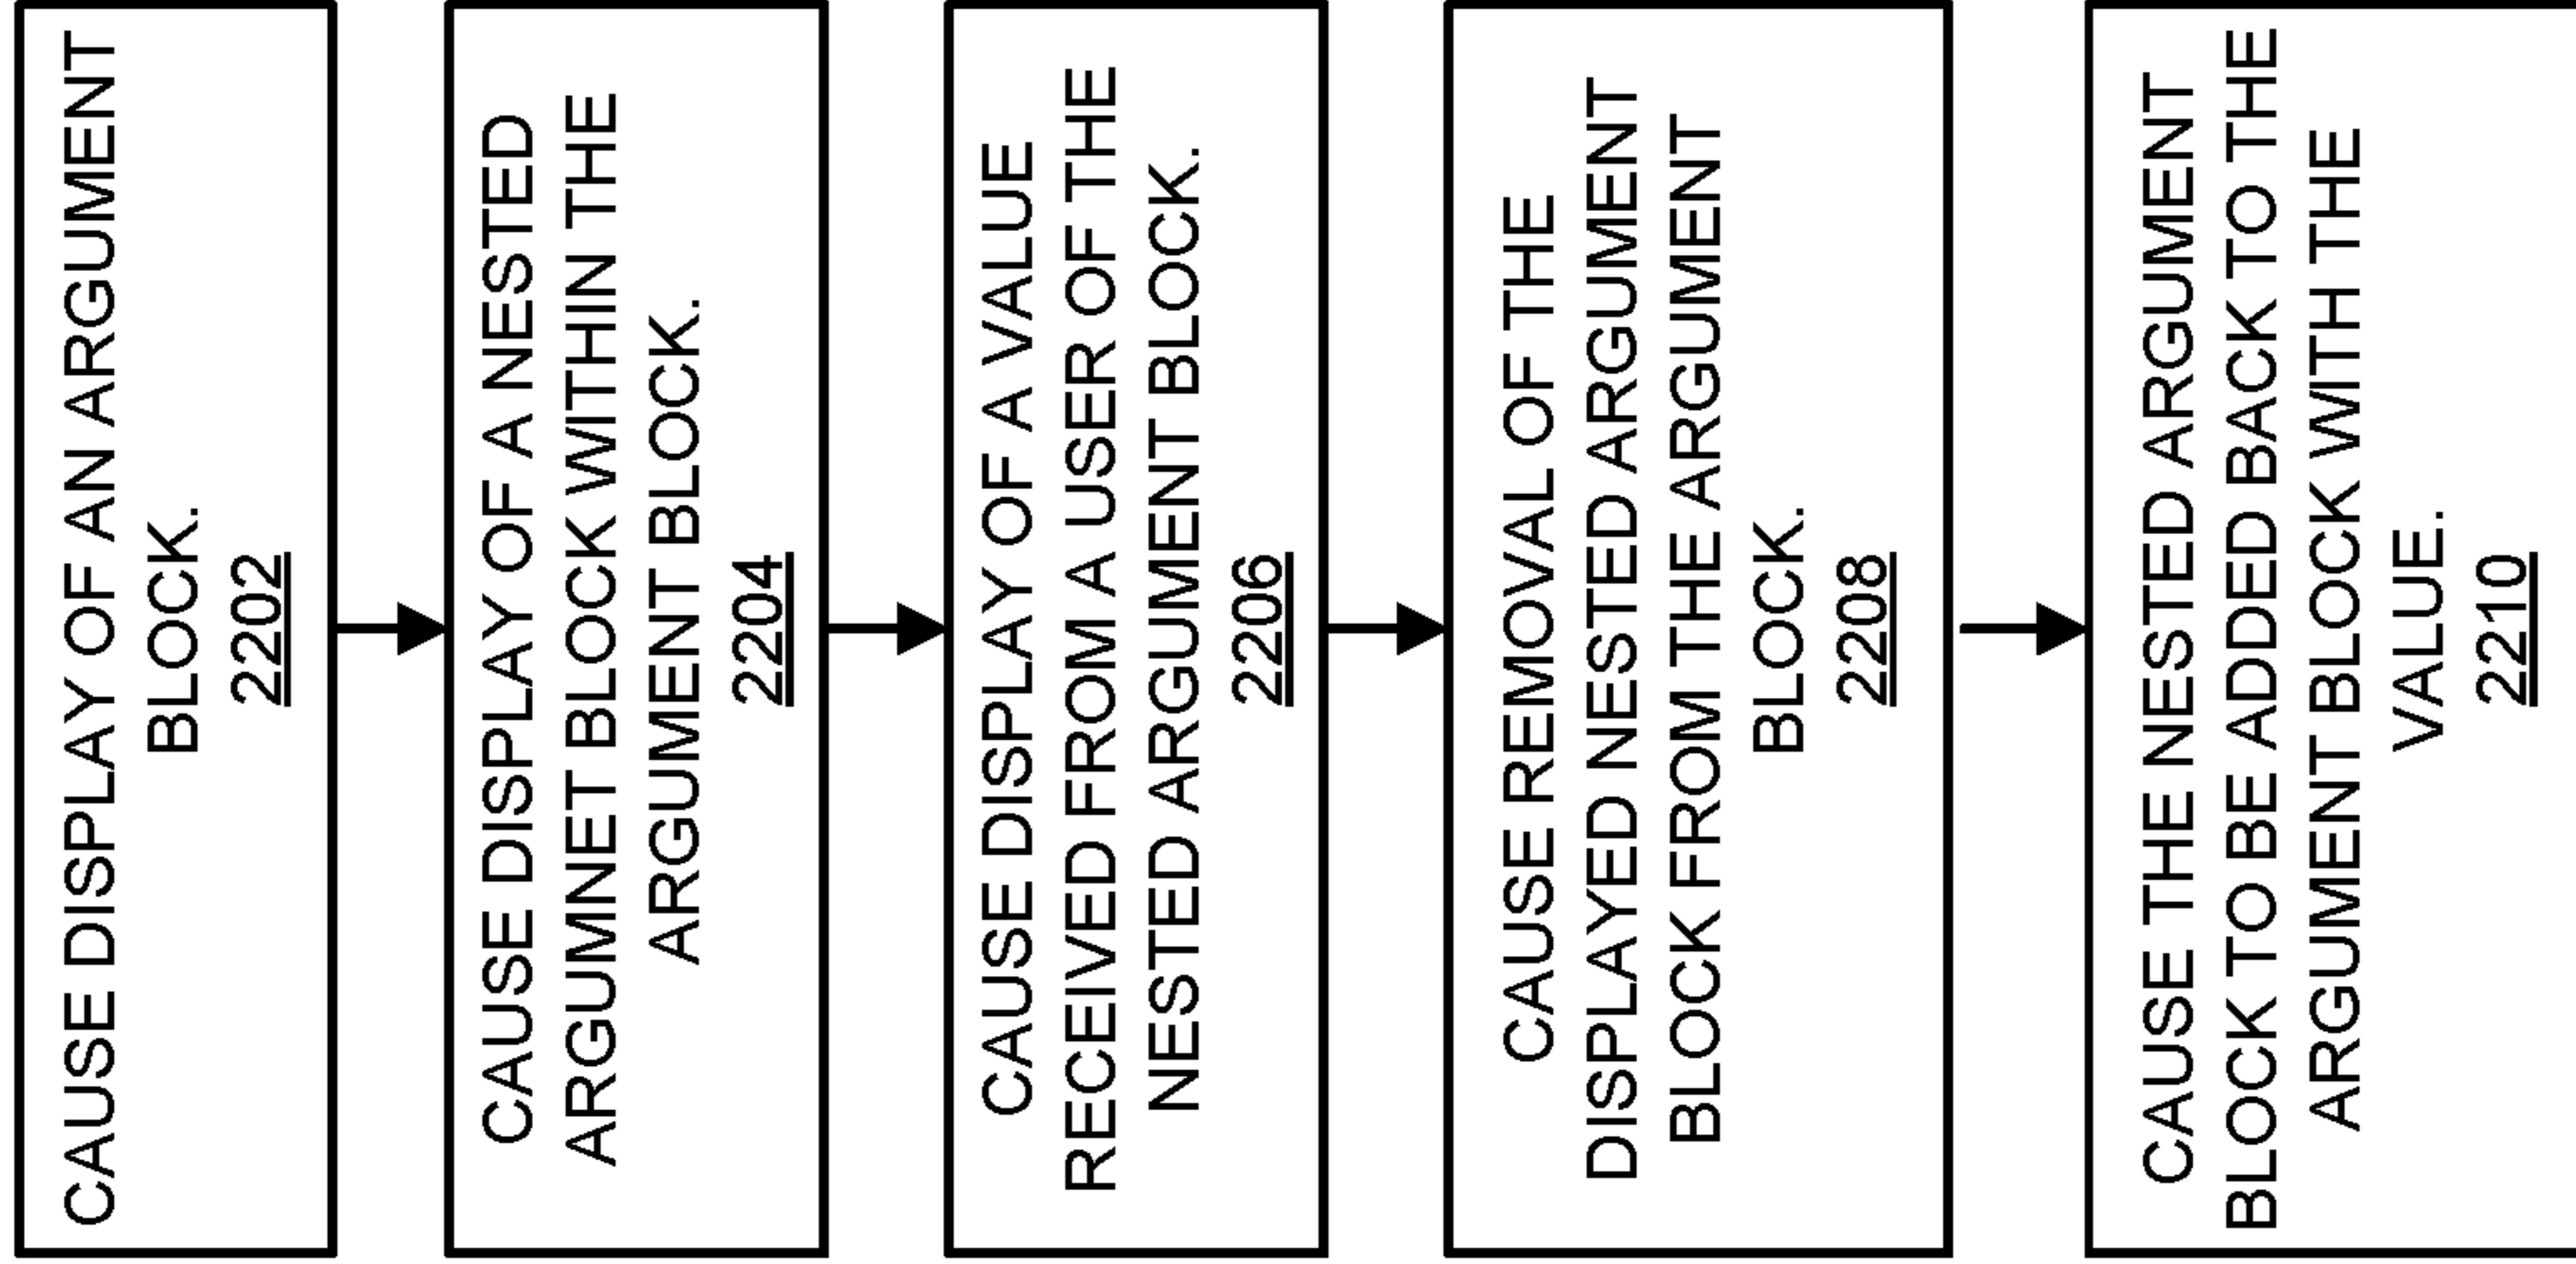 CAUSE DISPLAY OF AN ARGUMENT
BLOCK.
2202
CAUSE DISPLAY OF A NESTED
ARGUMNET BLOCK WITHIN THE
ARGUMENT BLOCK.
2204
CAUSE DISPLAY OF A VALUE
RECEIVED FROM A USER OF THE
NESTED ARGUMENT BLOCK.
2206
CAUSE REMOVAL OF THE
DISPLAYED NESTED ARGUMENT
BLOCK FROM THE ARGUMENT
BLOCK.
2208
CAUSE THE NESTED ARGUMENT
BLOCK TO BE ADDED BACK TO THE
ARGUMENT BLOCK WITH THE
VALUE.
2210